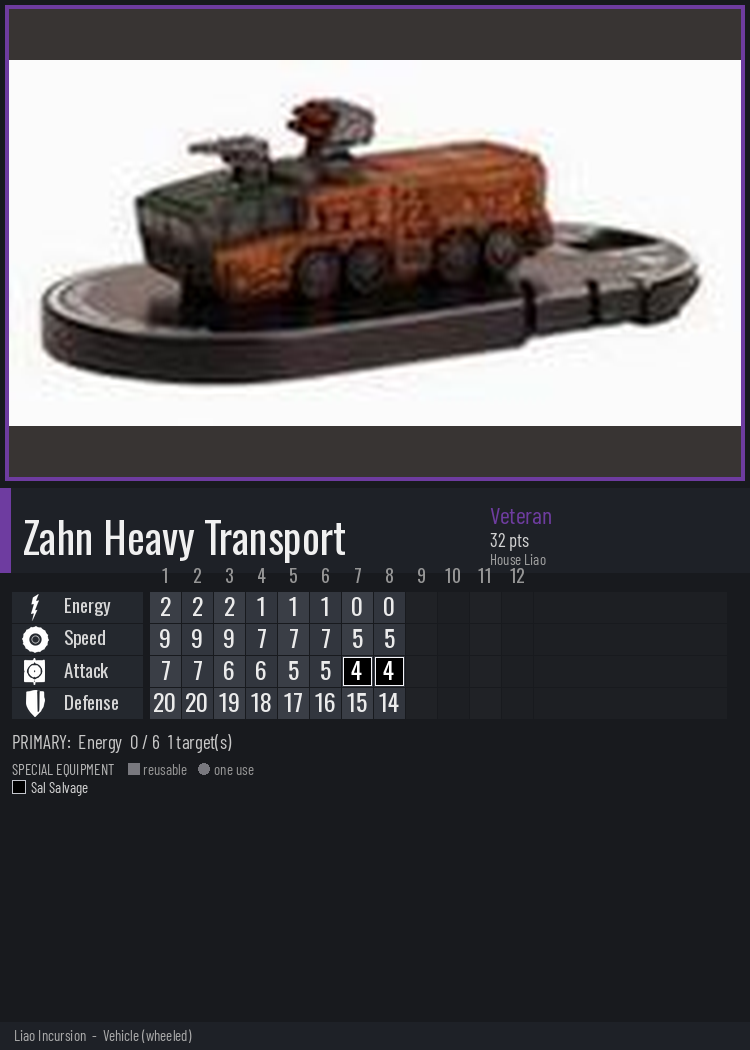 Zahn Heavy Transport
Veteran
32 pts
House Liao
1 2 3 4 5 6 7 8 9 10 11 12
Energy 2 2 2 1 1 1 0 0
Speed 9 9 9 7 7 7 5 5
Attack 7 7 6 6 5 5 4 4
Defense 20 20 19 18 17 16 15 14
PRIMARY: Energy 0 / 6 1 target(s)
SPECIAL EQUIPMENT reusable one use
Sal Salvage
Liao Incursion - Vehicle (wheeled)